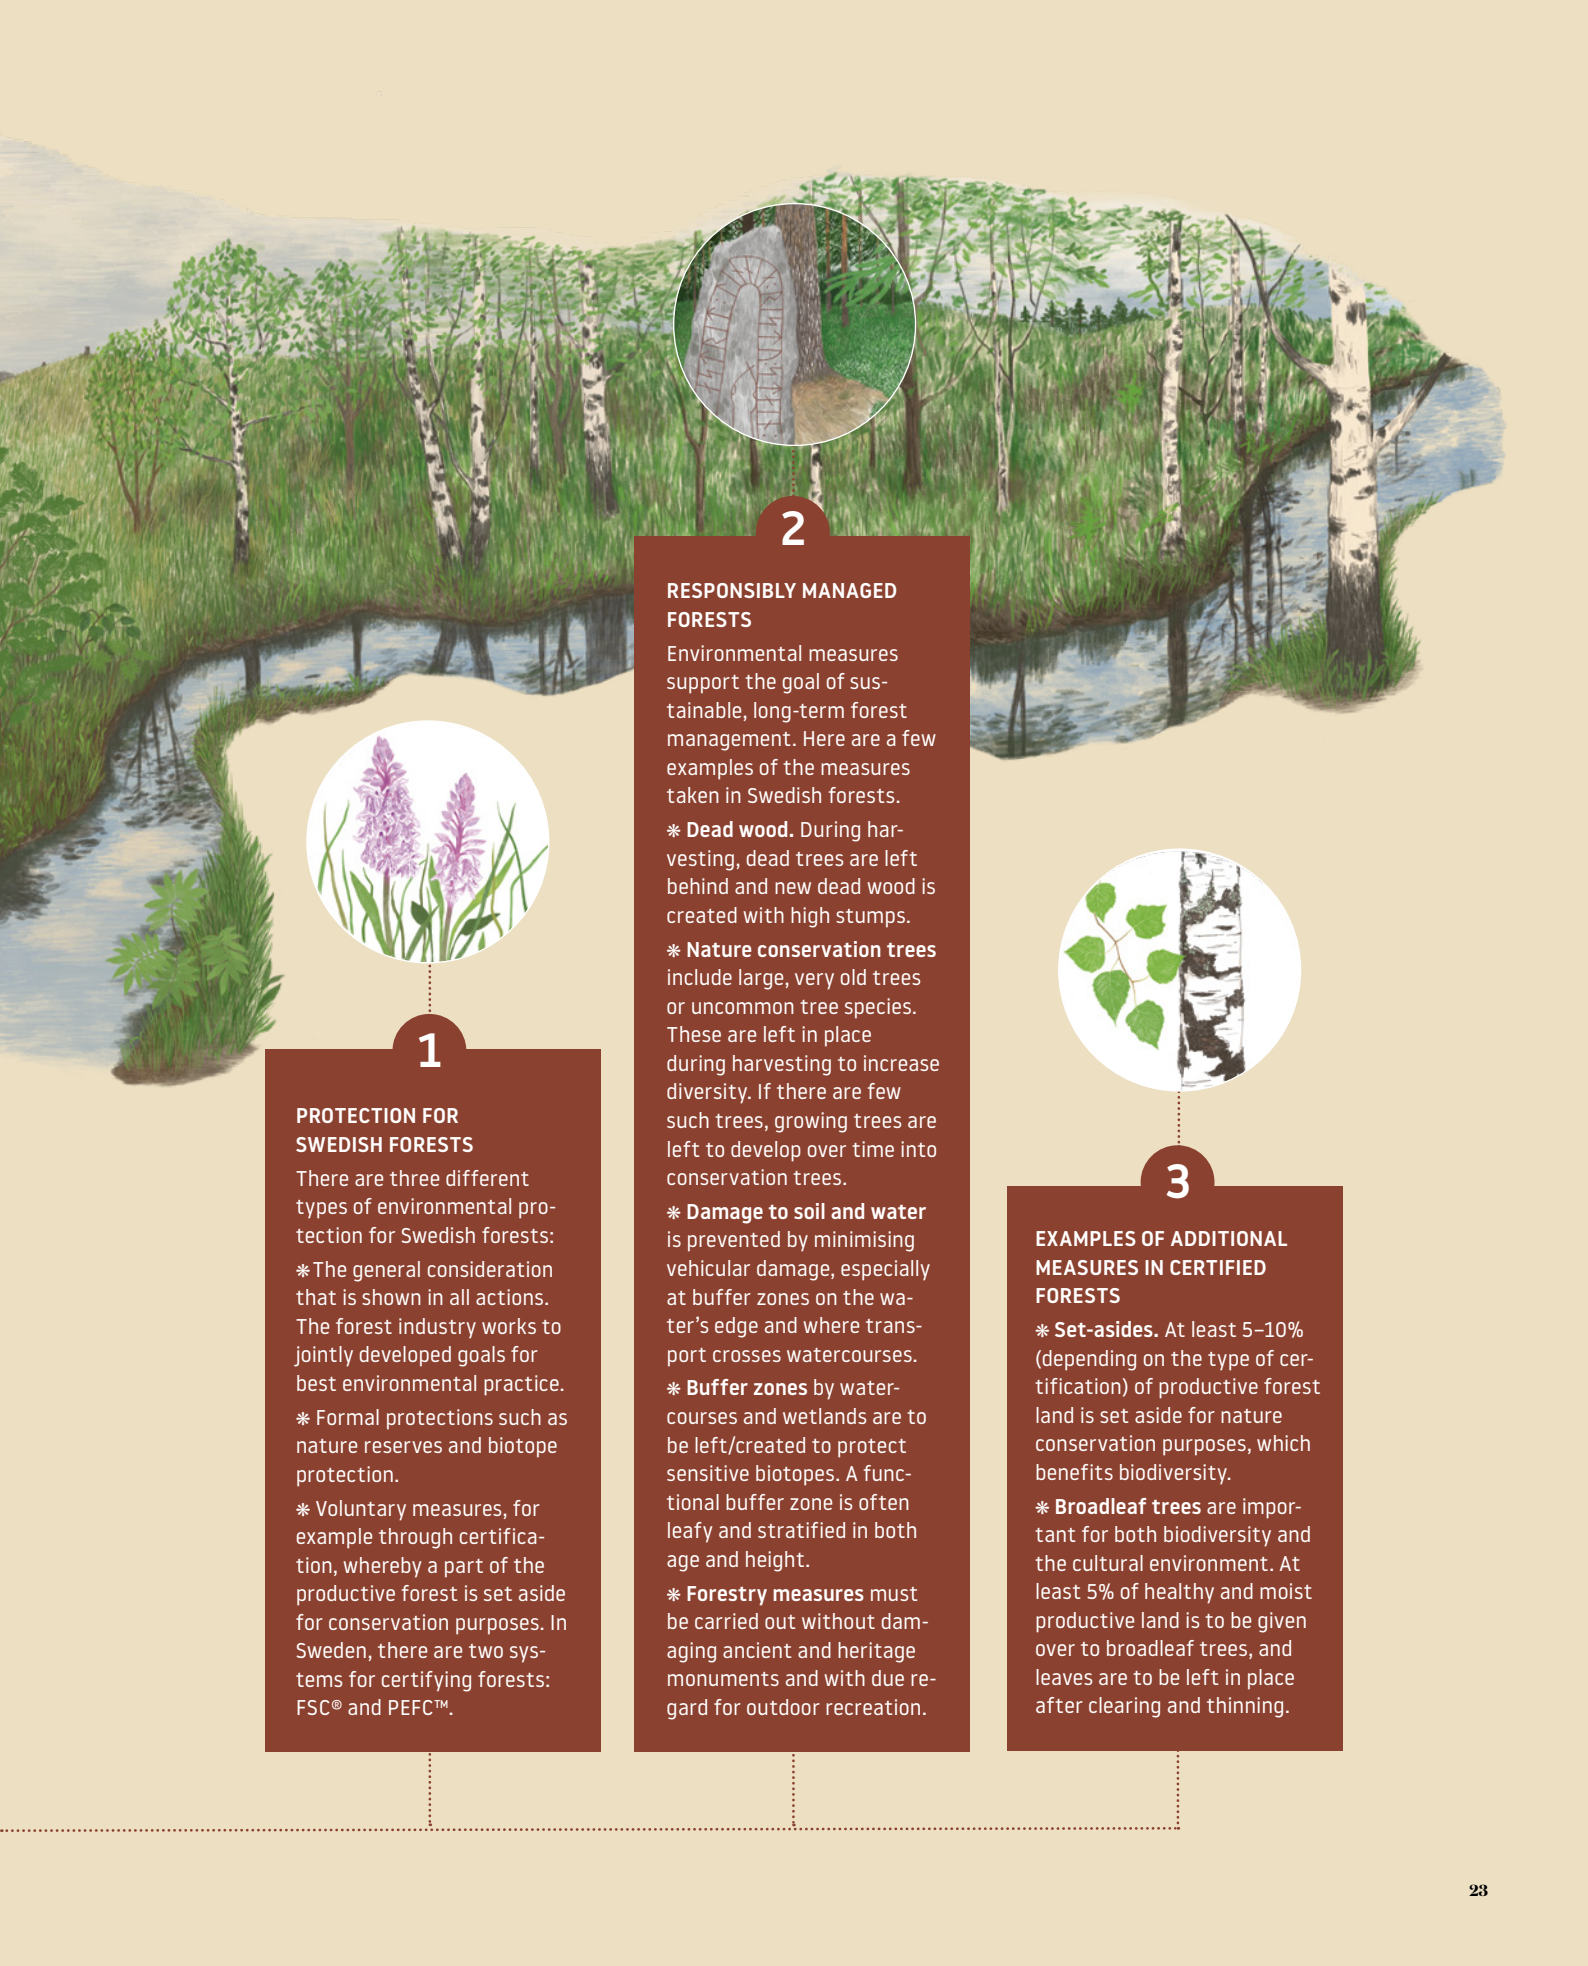 1
PROTECTION FOR
SWEDISH FORESTS
There are three different
types of environmental pro-
tection for Swedish forests:
❋The general consideration
that is shown in all actions.
The forest industry works to
jointly developed goals for
best environmental practice.
❋ Formal protections such as
nature reserves and biotope
protection.
❋ Voluntary measures, for
example through certifica-
tion, whereby a part of the
productive forest is set aside
for conservation purposes. In
Sweden, there are two sys-
tems for certifying forests:
FSC® and PEFC™.
2
RESPONSIBLY MANAGED
FORESTS
Environmental measures
support the goal of sus-
tainable, long-term forest
management. Here are a few
examples of the measures
taken in Swedish forests.
❋ Dead wood. During har-
vesting, dead trees are left
behind and new dead wood is
created with high stumps.
❋ Nature conservation trees
include large, very old trees
or uncommon tree species.
These are left in place
during harvesting to increase
diversity. If there are few
such trees, growing trees are
left to develop over time into
conservation trees.
❋ Damage to soil and water
is prevented by minimising
vehicular damage, especially
at buffer zones on the wa-
ter’s edge and where trans-
port crosses watercourses.
❋ Buffer zones by water-
courses and wetlands are to
be left/created to protect
sensitive biotopes. A func-
tional buffer zone is often
leafy and stratified in both
age and height.
❋ Forestry measures must
be carried out without dam-
aging ancient and heritage
monuments and with due re-
gard for outdoor recreation.
3
EXAMPLES OF ADDITIONAL
MEASURES IN CERTIFIED
FORESTS
❋ Set-asides. At least 5–10%
(depending on the type of cer-
tification) of productive forest
land is set aside for nature
conservation purposes, which
benefits biodiversity.
❋ Broadleaf trees are impor-
tant for both biodiversity and
the cultural environment. At
least 5% of healthy and moist
productive land is to be given
over to broadleaf trees, and
leaves are to be left in place
after clearing and thinning.
23